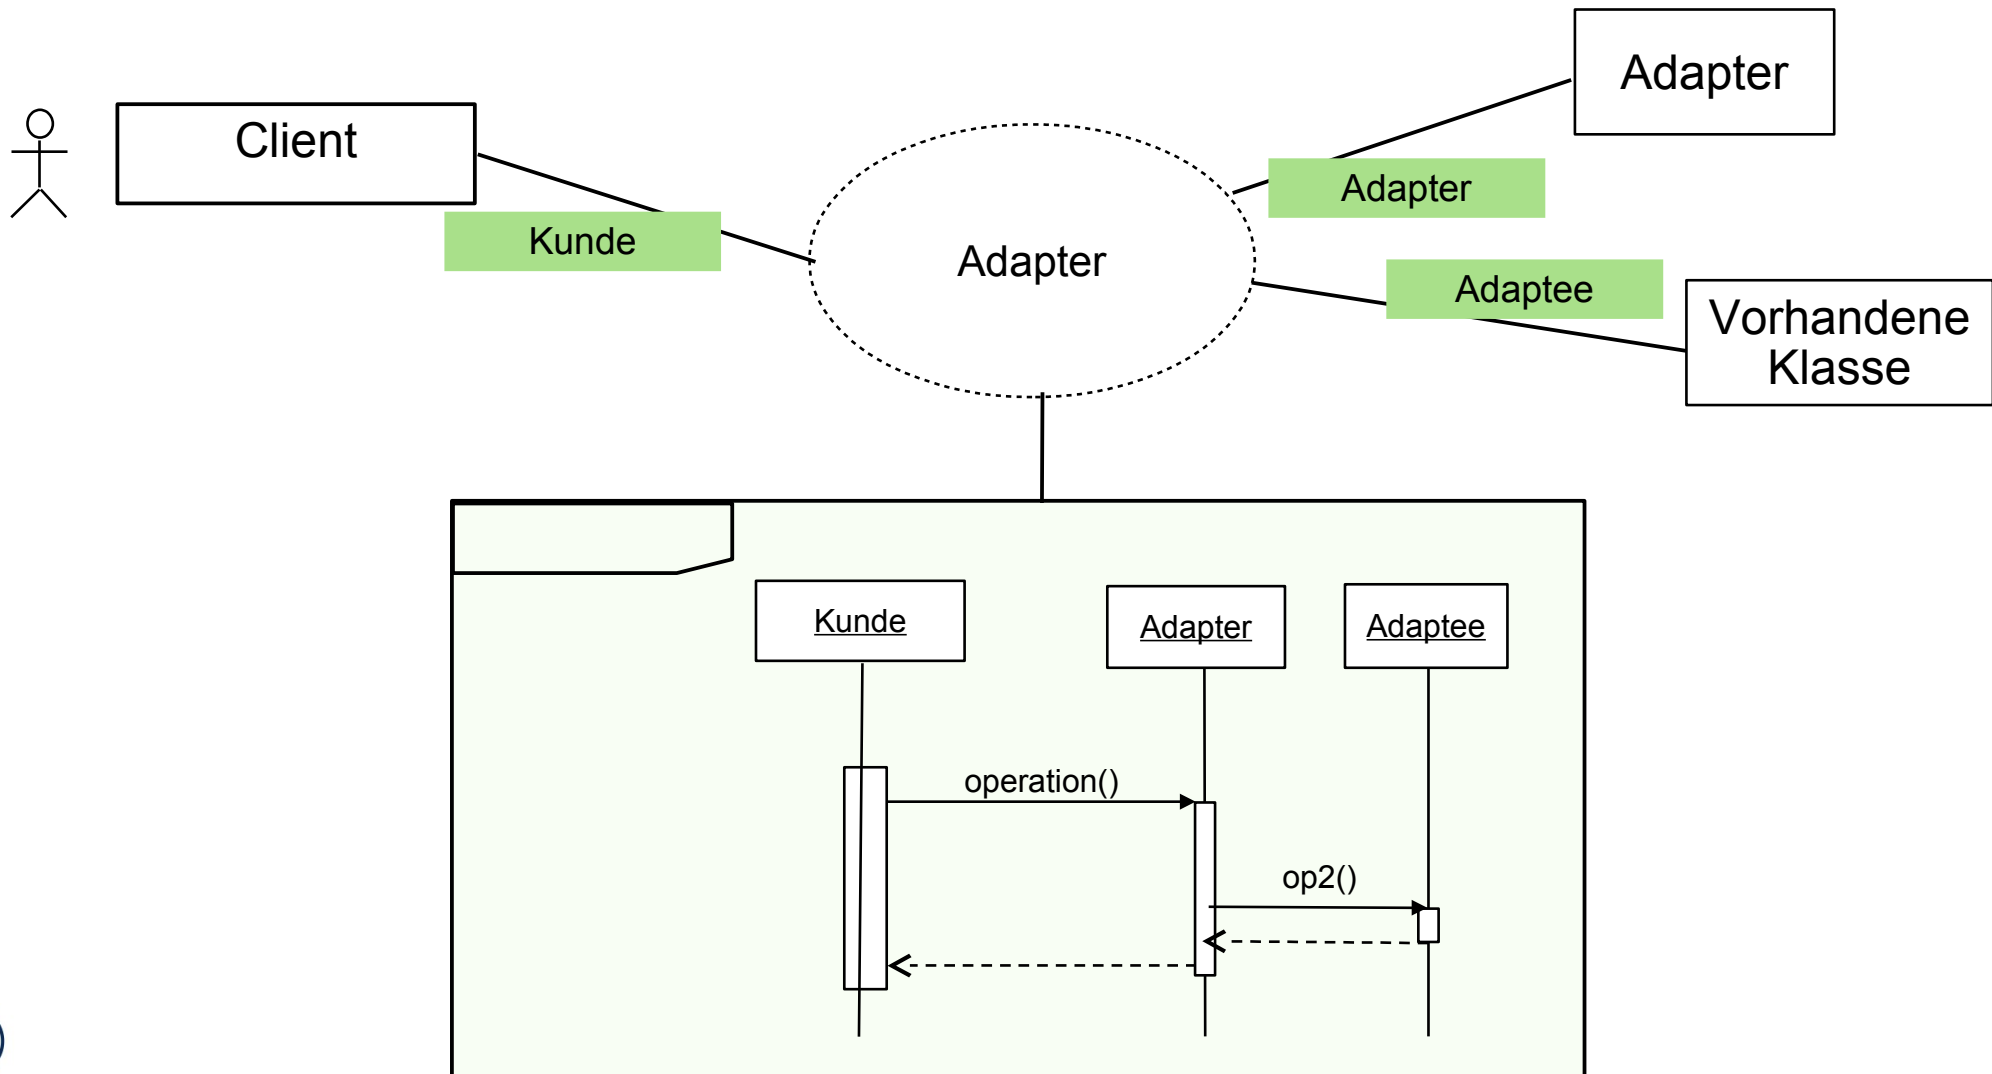 Adapter
Client
Adapter
Kunde
Adapter
Adaptee
Vorhandene
Klasse
Kunde
Adapter
Adaptee
operation()
op2()